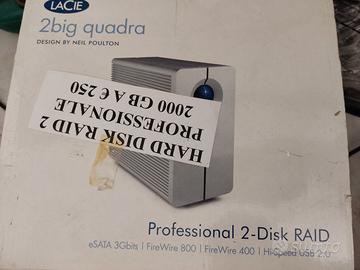 LACIE
2big quadra
DESIGN BY NEIL POULTON
HARD DISK RAID 2
PROFESSIONALE
2000 GB A € 250
Professional 2-Disk RAID
eSATA 3Gbits | FireWire 800 | FireWire 400 | Hi-Speed USB 2.0
subito